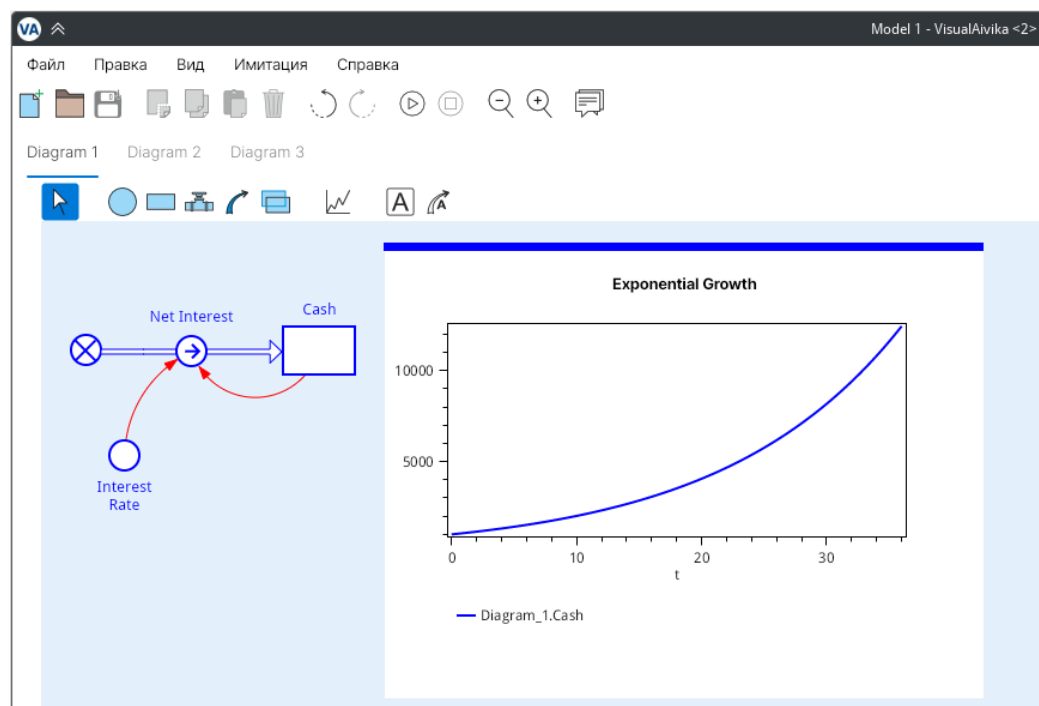 VA
Model 1 - VisualAivika <2>
Файл Правка Вид Имитация Справка
Diagram 1 Diagram 2 Diagram 3
A A
Exponential Growth
Cash
Net Interest
10000
5000
Interest
Rate
0 10 20 30
t
Diagram_1.Cash